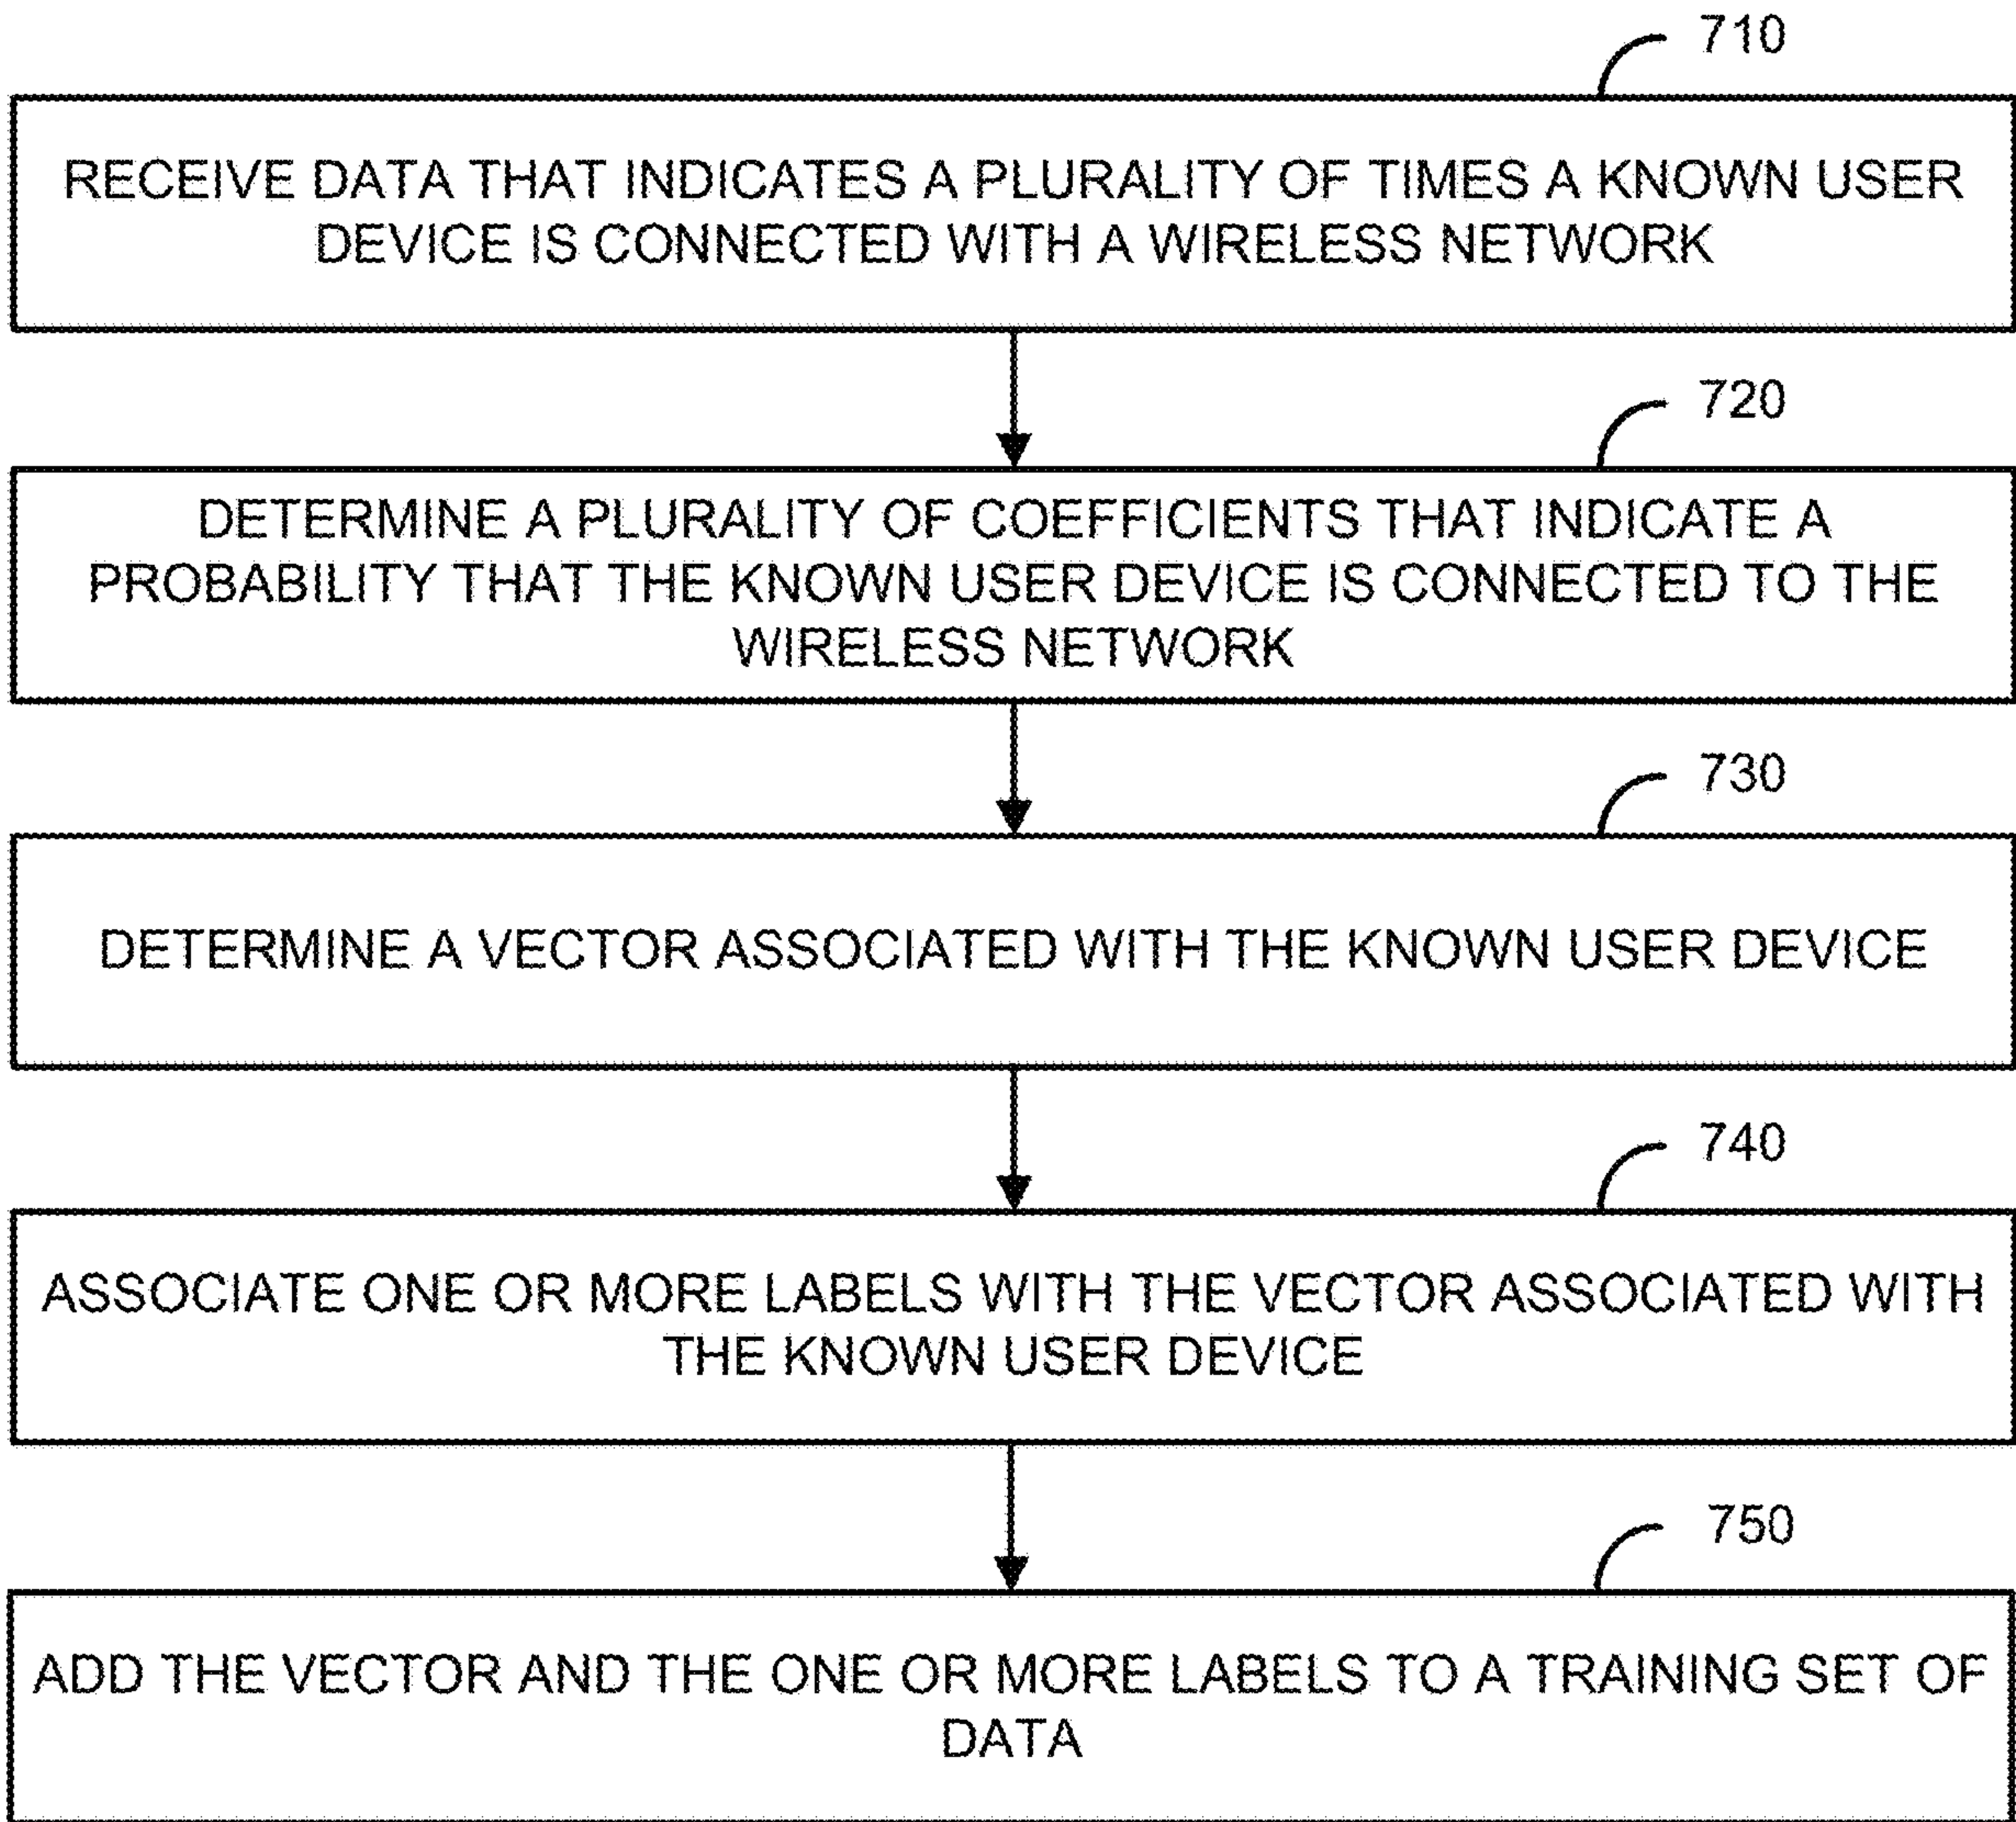 710
RECEIVE DATA THAT INDICATES A PLURALITY OF TIMES A KNOWN USER
DEVICE IS CONNECTED WITH A WIRELESS NETWORK
720
DETERMINE A PLURALITY OF COEFFICIENTS THAT INDICATE A
PROBABILITY THAT THE KNOWN USER DEVICE IS CONNECTED TO THE
WIRELESS NETWORK
730
DETERMINE A VECTOR ASSOCIATED WITH THE KNOWN USER DEVICE
740
ASSOCIATE ONE OR MORE LABELS WITH THE VECTOR ASSOCIATED WITH
THE KNOWN USER DEVICE
750
ADD THE VECTOR AND THE ONE OR MORE LABELS TO A TRAINING SET OF
DATA